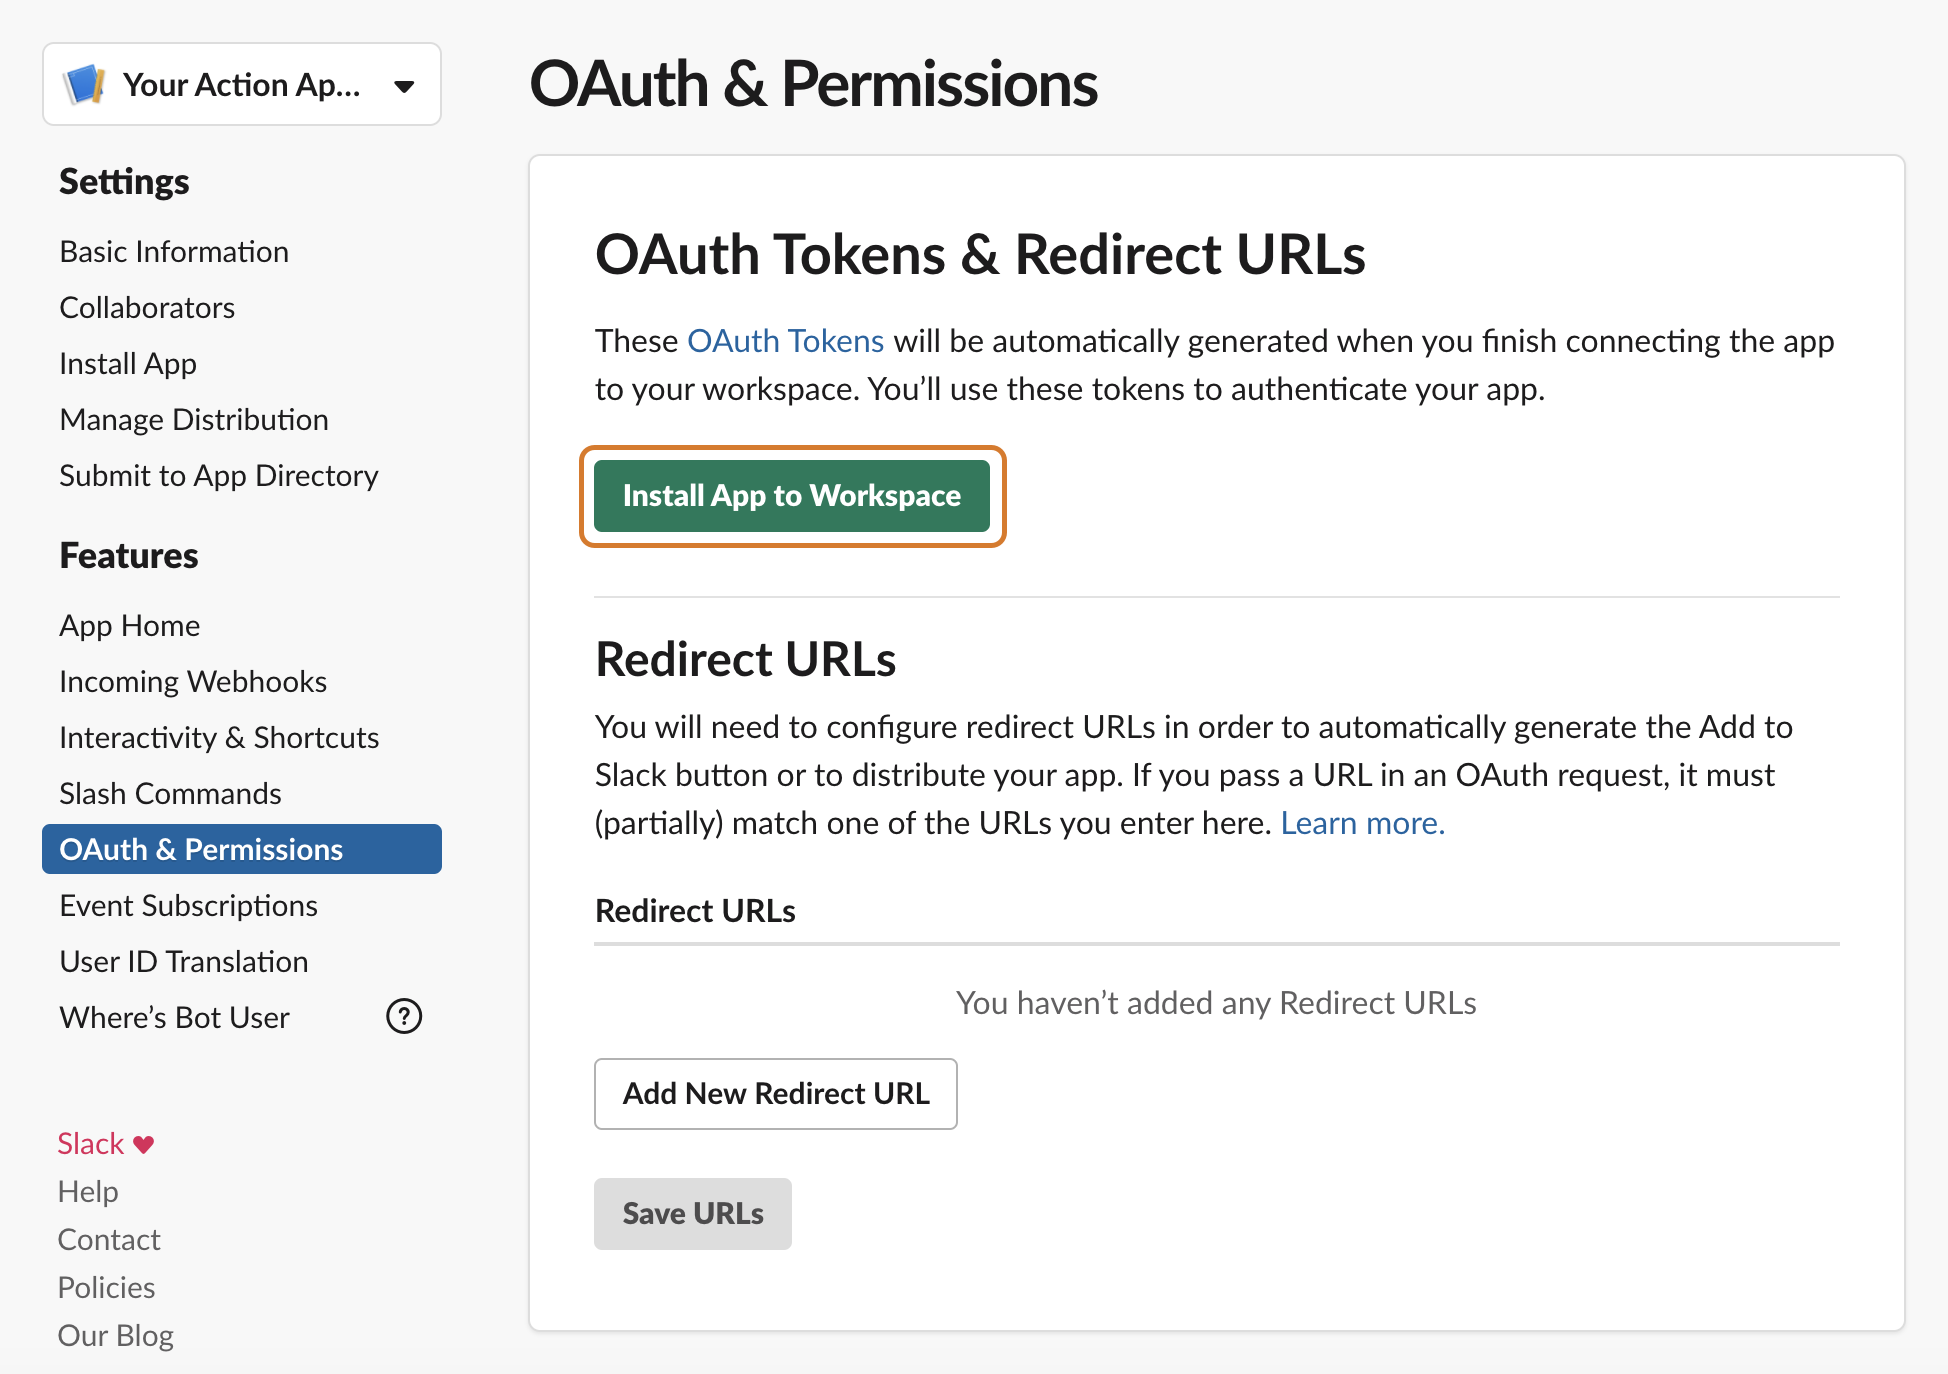 Your Action Ap...
Settings
Basic Information
Collaborators
Install App
Manage Distribution
Submit to App Directory
Features
App Home
Incoming Webhooks
Interactivity & Shortcuts
Slash Commands
OAuth & Permissions
Event Subscriptions
User ID Translation
Where’s Bot User ?
Slack ♥
Help
Contact
Policies
Our Blog
OAuth & Permissions
OAuth Tokens & Redirect URLs
These OAuth Tokens will be automatically generated when you finish connecting the app
to your workspace. You’ll use these tokens to authenticate your app.
Install App to Workspace
Redirect URLs
You will need to configure redirect URLs in order to automatically generate the Add to
Slack button or to distribute your app. If you pass a URL in an OAuth request, it must
(partially) match one of the URLs you enter here. Learn more.
Redirect URLs
You haven’t added any Redirect URLs
Add New Redirect URL
Save URLs